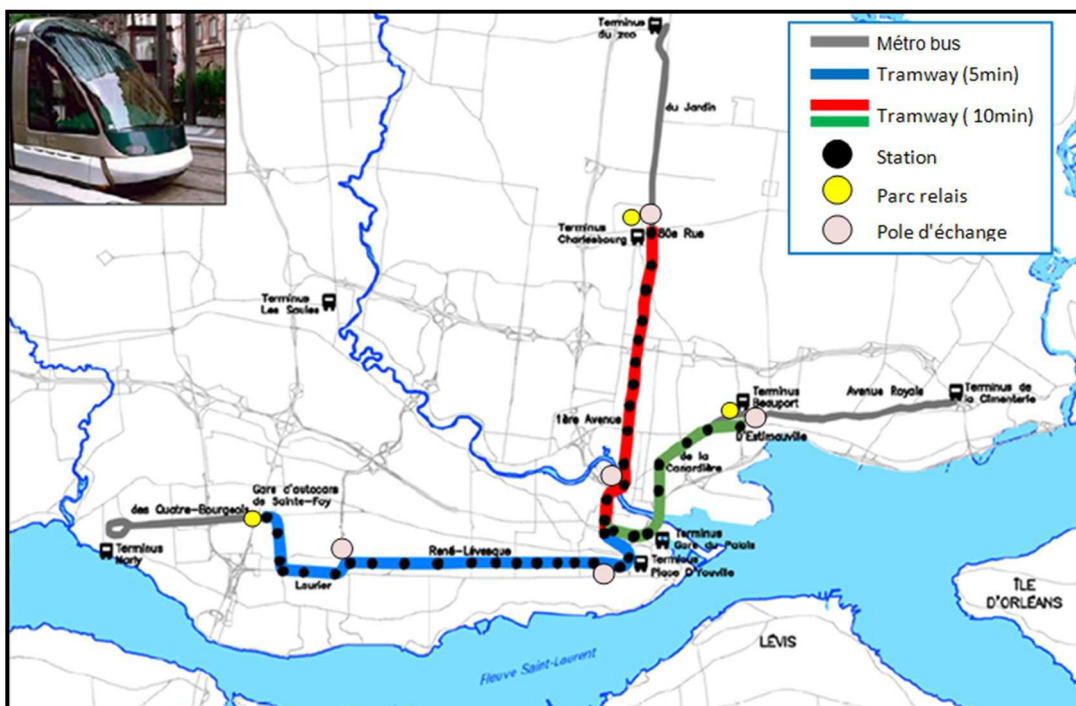 Terminus
du zoo
du Jardin
Métro bus
Tramway (5min)
Tramway ( 10min)
Station
Parc relais
Pole d'échange
Terminus
Charlesbourg
80e Rue
Terminus
Les Saules
1ère Avenue
Terminus
Beauport
D'Estimauville
Avenue Royale
Terminus de
la Cimenterie
de la
Canardière
Gare d'autocars
de Sainte-Foy
des Quatre-Bourgeois
Terminus
Marly
Laurier
René-Lévesque
Terminus
Gare du Palais
Terminus
Place D'Youville
Fleuve Saint-Laurent
LÉVIS
ÎLE
D'ORLÉANS